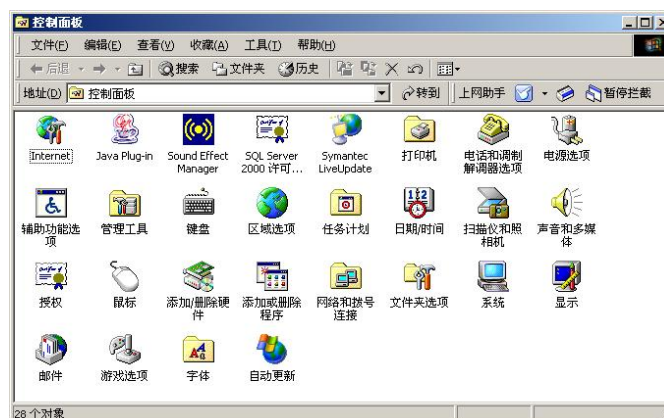 控制面板
文件(F) 编辑(E) 查看(V) 收藏(A) 工具(T) 帮助(H)
后退 搜索 文件夹 历史
地址(D) 控制面板 转到 上网助手 暂停拦截
Internet Java Plug-in Sound Effect Manager SQL Server 2000 许可... Symantec LiveUpdate 打印机 电话和调制解调器选项 电源选项
辅助功能选项 管理工具 键盘 区域选项 任务计划 日期/时间 扫描仪和照相机 声音和多媒体
授权 鼠标 添加/删除硬件 添加或删除程序 网络和拨号连接 文件夹选项 系统 显示
邮件 游戏选项 字体 自动更新
28 个对象